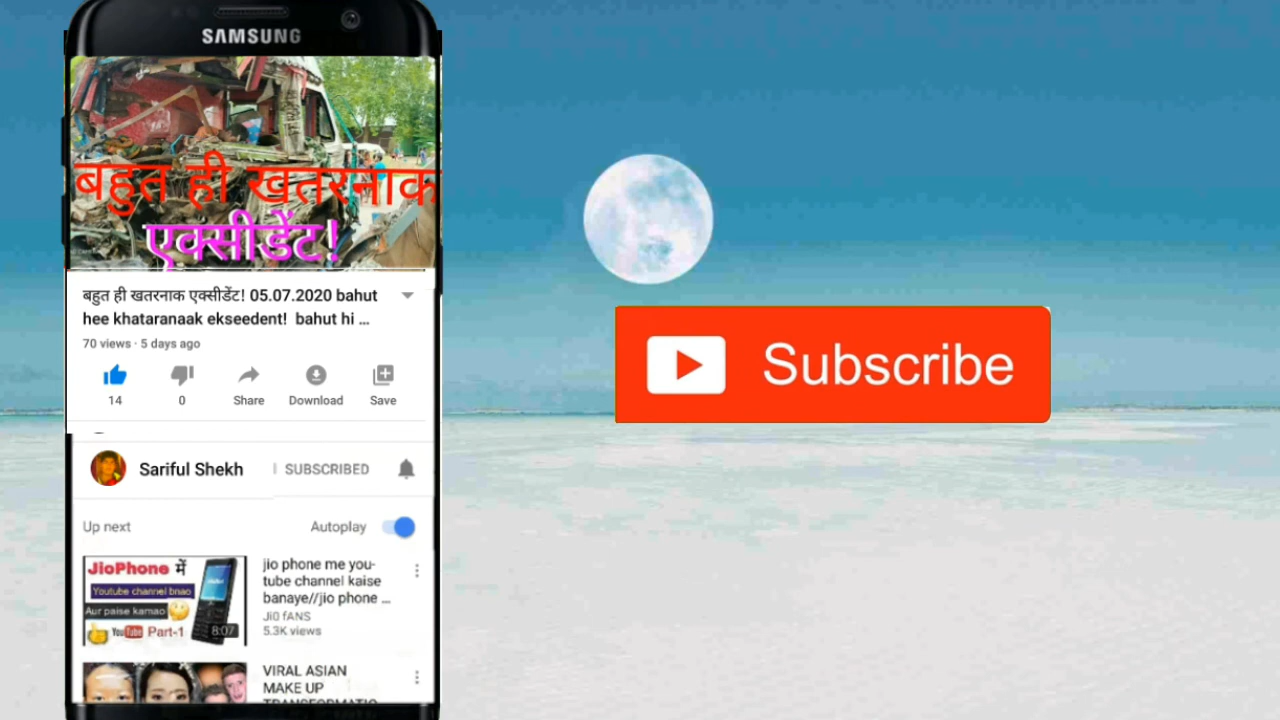 SAMSUNG
बहुत ही खतरनाक
एक्सीडेंट!
बहुत ही खतरनाक एक्सीडेंट! 05.07.2020 bahut
hee khataranaak ekseedent! bahut hi ...
70 views · 5 days ago
14
0
Share
Download
Save
Sariful Shekh
SUBSCRIBED
Up next
Autoplay
JioPhone में
Youtube channel bnao
Aur paise kamao
YouTube Part-1
8:07
jio phone me you-
tube channel kaise
banaye//jio phone ...
Ji0 fANS
5.3K views
VIRAL ASIAN
MAKE UP
TRANSFORMATIO
Subscribe